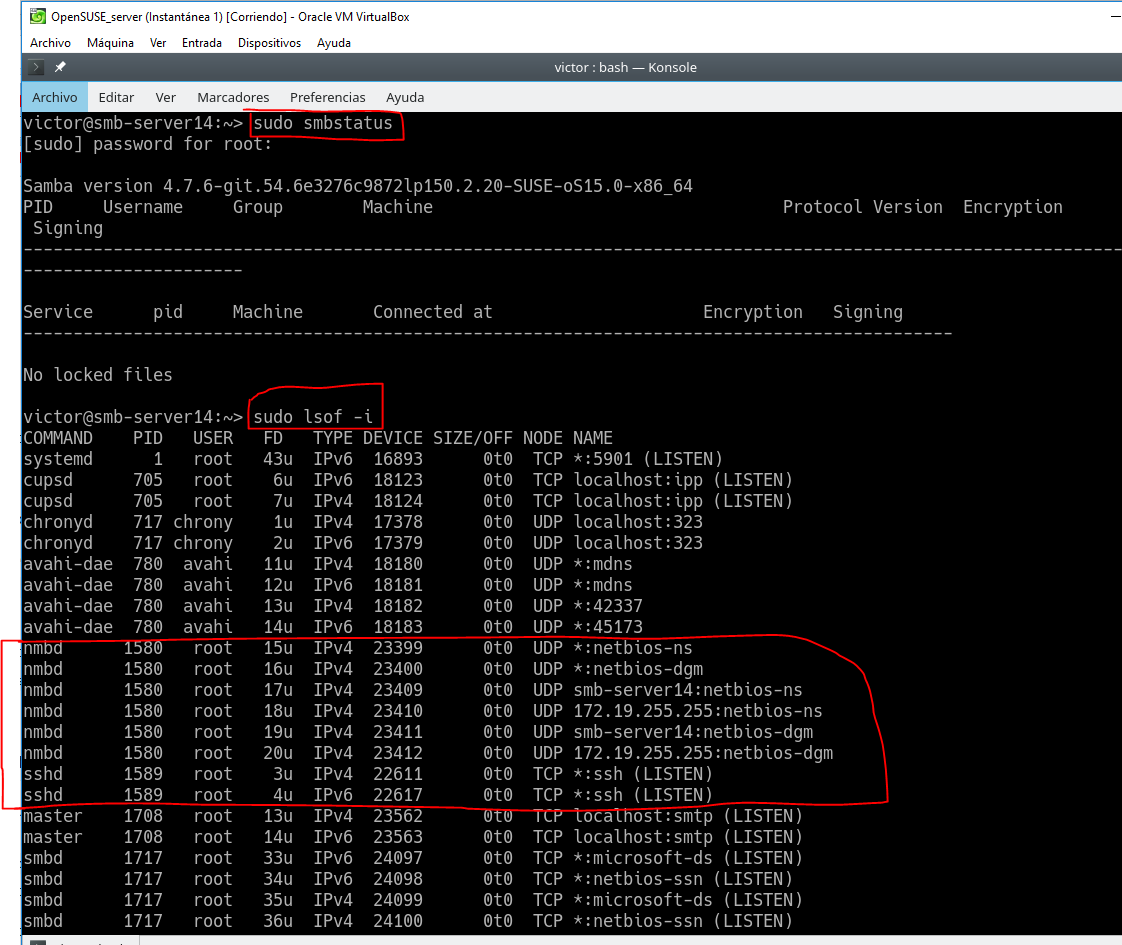 OpenSUSE_server (Instantánea 1) [Corriendo] - Oracle VM VirtualBox
Archivo Máquina Ver Entrada Dispositivos Ayuda
victor : bash — Konsole
Archivo Editar Ver Marcadores Preferencias Ayuda
victor@smb-server14:~> sudo smbstatus
[sudo] password for root:
Samba version 4.7.6-git.54.6e3276c9872lp150.2.20-SUSE-oS15.0-x86_64
PID Username Group Machine Protocol Version Encryption
Signing
--------------------------------------------------------------------------------------------------------------
----------------------
Service pid Machine Connected at Encryption Signing
---------------------------------------------------------------------------------------------
No locked files
victor@smb-server14:~> sudo lsof -i
COMMAND PID USER FD TYPE DEVICE SIZE/OFF NODE NAME
systemd 1 root 43u IPv6 16893 0t0 TCP *:5901 (LISTEN)
cupsd 705 root 6u IPv6 18123 0t0 TCP localhost:ipp (LISTEN)
cupsd 705 root 7u IPv4 18124 0t0 TCP localhost:ipp (LISTEN)
chronyd 717 chrony 1u IPv4 17378 0t0 UDP localhost:323
chronyd 717 chrony 2u IPv6 17379 0t0 UDP localhost:323
avahi-dae 780 avahi 11u IPv4 18180 0t0 UDP *:mdns
avahi-dae 780 avahi 12u IPv6 18181 0t0 UDP *:mdns
avahi-dae 780 avahi 13u IPv4 18182 0t0 UDP *:42337
avahi-dae 780 avahi 14u IPv6 18183 0t0 UDP *:45173
nmbd 1580 root 15u IPv4 23399 0t0 UDP *:netbios-ns
nmbd 1580 root 16u IPv4 23400 0t0 UDP *:netbios-dgm
nmbd 1580 root 17u IPv4 23409 0t0 UDP smb-server14:netbios-ns
nmbd 1580 root 18u IPv4 23410 0t0 UDP 172.19.255.255:netbios-ns
nmbd 1580 root 19u IPv4 23411 0t0 UDP smb-server14:netbios-dgm
nmbd 1580 root 20u IPv4 23412 0t0 UDP 172.19.255.255:netbios-dgm
sshd 1589 root 3u IPv4 22611 0t0 TCP *:ssh (LISTEN)
sshd 1589 root 4u IPv6 22617 0t0 TCP *:ssh (LISTEN)
master 1708 root 13u IPv4 23562 0t0 TCP localhost:smtp (LISTEN)
master 1708 root 14u IPv6 23563 0t0 TCP localhost:smtp (LISTEN)
smbd 1717 root 33u IPv6 24097 0t0 TCP *:microsoft-ds (LISTEN)
smbd 1717 root 34u IPv6 24098 0t0 TCP *:netbios-ssn (LISTEN)
smbd 1717 root 35u IPv4 24099 0t0 TCP *:microsoft-ds (LISTEN)
smbd 1717 root 36u IPv4 24100 0t0 TCP *:netbios-ssn (LISTEN)